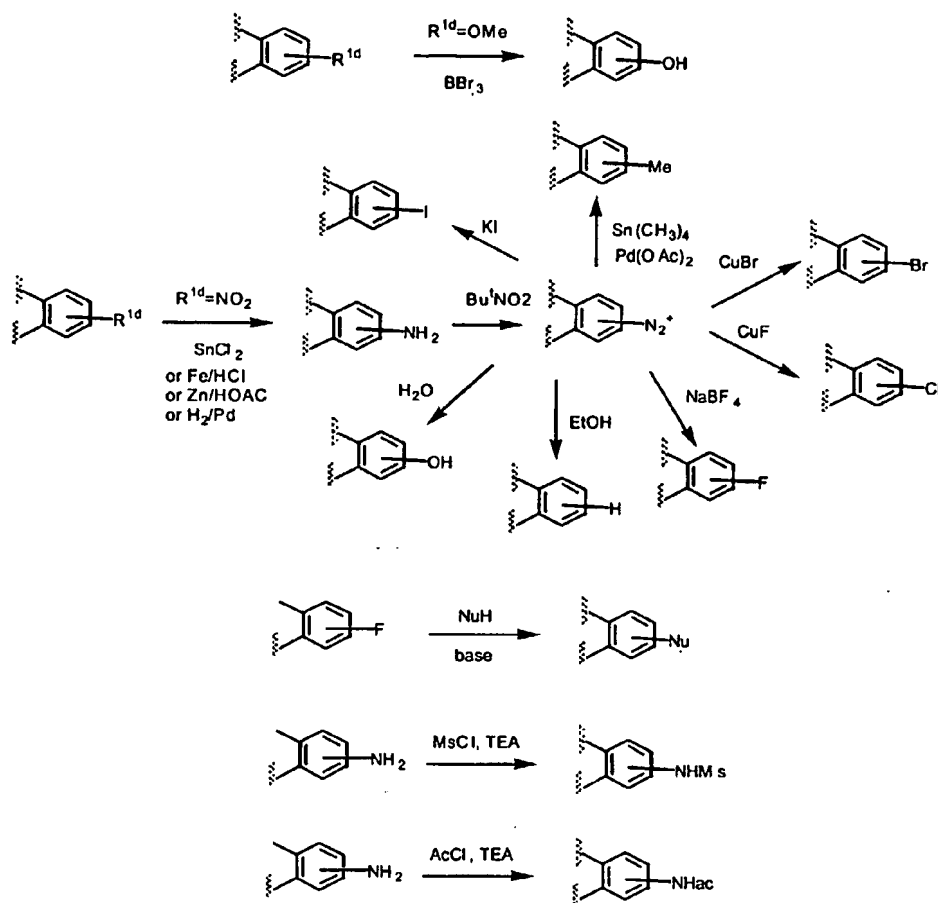 R¹ᵈ
R¹ᵈ=OMe
BBr₃
OH
Me
I
KI
Sn(CH₃)₄
Pd(OAc)₂
CuBr
Br
R¹ᵈ
R¹ᵈ=NO₂
SnCl₂
or Fe/HCl
or Zn/HOAC
or H₂/Pd
NH₂
BuᵗNO2
N₂⁺
CuF
C
H₂O
EtOH
NaBF₄
OH
H
F
F
NuH
base
Nu
NH₂
MsCl, TEA
NHMs
NH₂
AcCl, TEA
NHac